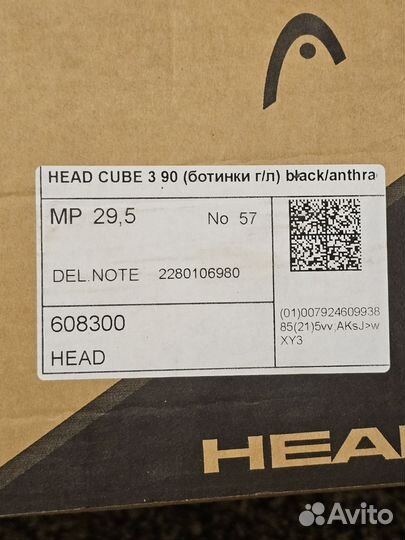 HEAD CUBE 3 90 (ботинки г/л) black/anthra
MP 29,5
No 57
DEL.NOTE 2280106980
608300
HEAD
(01)007924609938
85(21)5vv,AKsJ>w
XY3
HEA
Avito